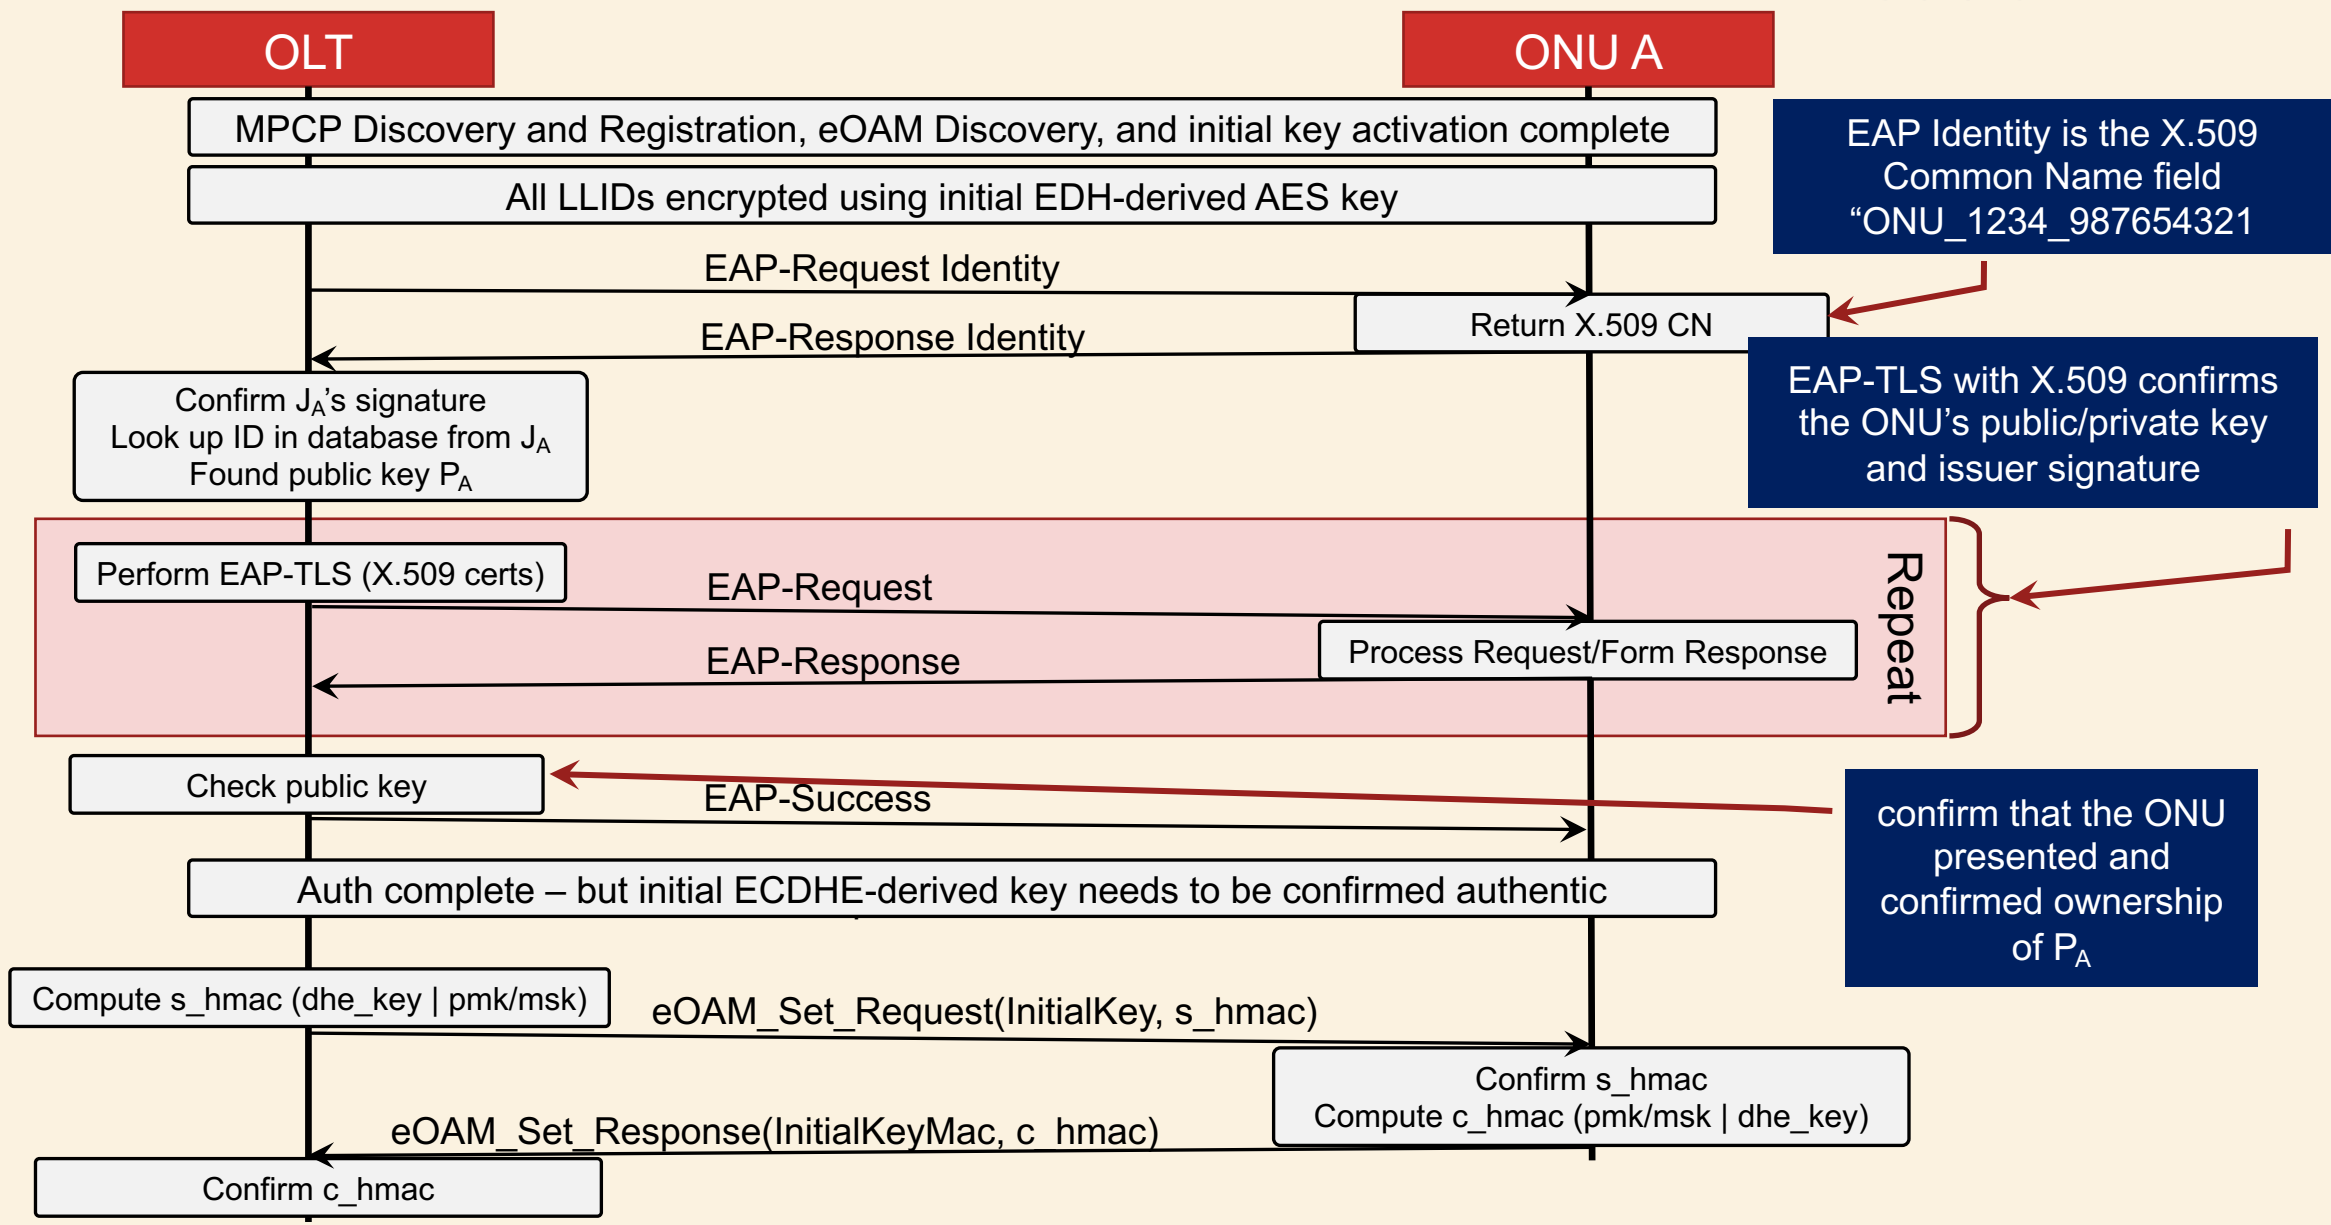 OLT
ONU A
MPCP Discovery and Registration, eOAM Discovery, and initial key activation complete
All LLIDs encrypted using initial EDH-derived AES key
EAP Identity is the X.509
Common Name field
“ONU_1234_987654321
EAP-Request Identity
Return X.509 CN
EAP-Response Identity
Confirm JA’s signature
Look up ID in database from JA
Found public key PA
EAP-TLS with X.509 confirms
the ONU’s public/private key
and issuer signature
Perform EAP-TLS (X.509 certs)
EAP-Request
Process Request/Form Response
EAP-Response
Repeat
Check public key
EAP-Success
confirm that the ONU
presented and
confirmed ownership
of PA
Auth complete – but initial ECDHE-derived key needs to be confirmed authentic
Compute s_hmac (dhe_key | pmk/msk)
eOAM_Set_Request(InitialKey, s_hmac)
Confirm s_hmac
Compute c_hmac (pmk/msk | dhe_key)
eOAM_Set_Response(InitialKeyMac, c_hmac)
Confirm c_hmac